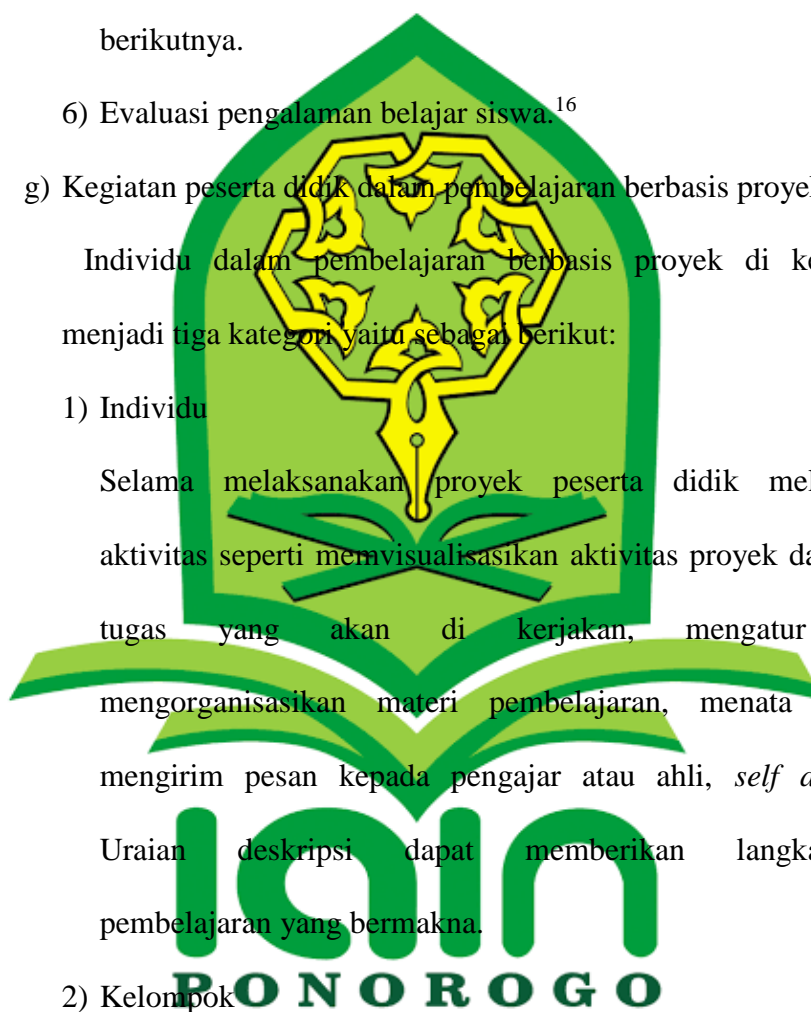 berikutnya.
6) Evaluasi pengalaman belajar siswa.16
g) Kegiatan peserta didik dalam pembelajaran berbasis proyek
Individu dalam pembelajaran berbasis proyek di ke
menjadi tiga kategori yaitu sebagai berikut:
1) Individu
Selama melaksanakan proyek peserta didik mel
aktivitas seperti memvisualisasikan aktivitas proyek da
tugas yang akan di kerjakan, mengatur
mengorganisasikan materi pembelajaran, menata
mengirim pesan kepada pengajar atau ahli, self a
Uraian deskripsi dapat memberikan langka
pembelajaran yang bermakna.
2) Kelompok
iain
PONOROGO